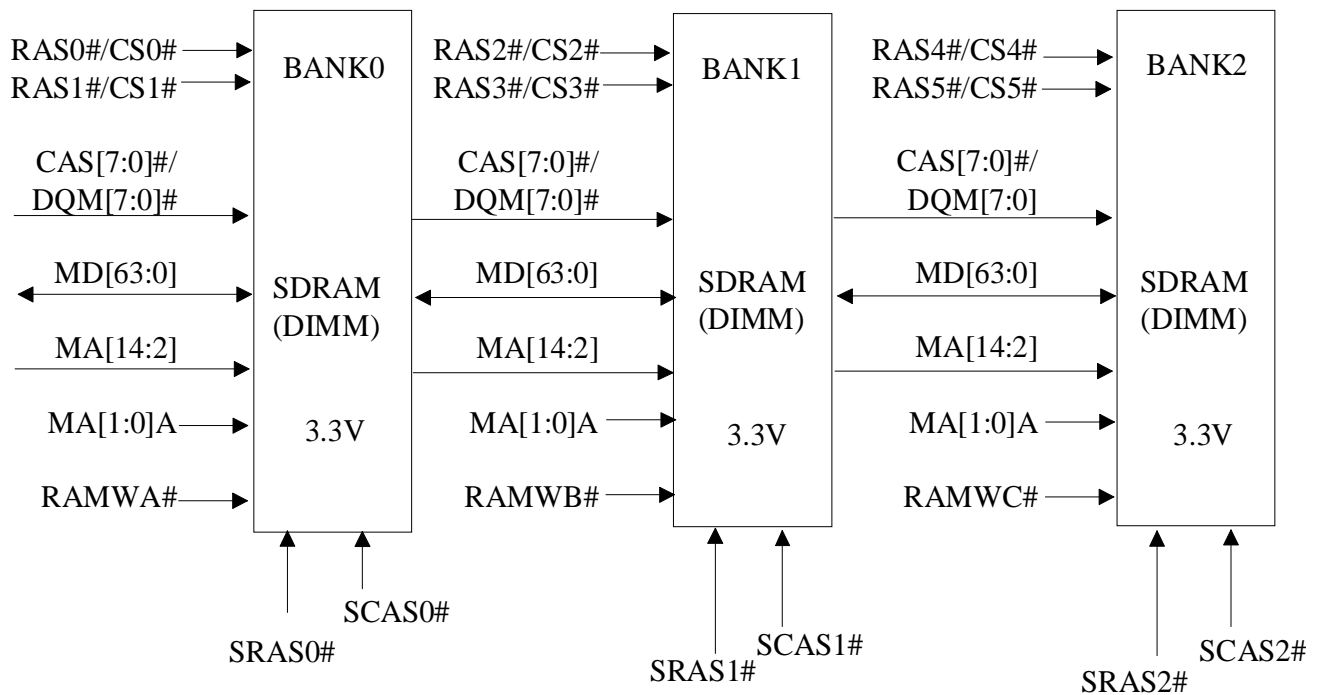 RAS0#/CS0#
RAS1#/CS1#
BANK0
CAS[7:0]#/
DQM[7:0]#
MD[63:0]
SDRAM
(DIMM)
MA[14:2]
MA[1:0]A
3.3V
RAMWA#
SRAS0#
SCAS0#
RAS2#/CS2#
RAS3#/CS3#
BANK1
CAS[7:0]#/
DQM[7:0]#
MD[63:0]
SDRAM
(DIMM)
MA[14:2]
MA[1:0]A
3.3V
RAMWB#
SRAS1#
SCAS1#
RAS4#/CS4#
RAS5#/CS5#
BANK2
CAS[7:0]#/
DQM[7:0]
MD[63:0]
SDRAM
(DIMM)
MA[14:2]
MA[1:0]A
3.3V
RAMWC#
SRAS2#
SCAS2#